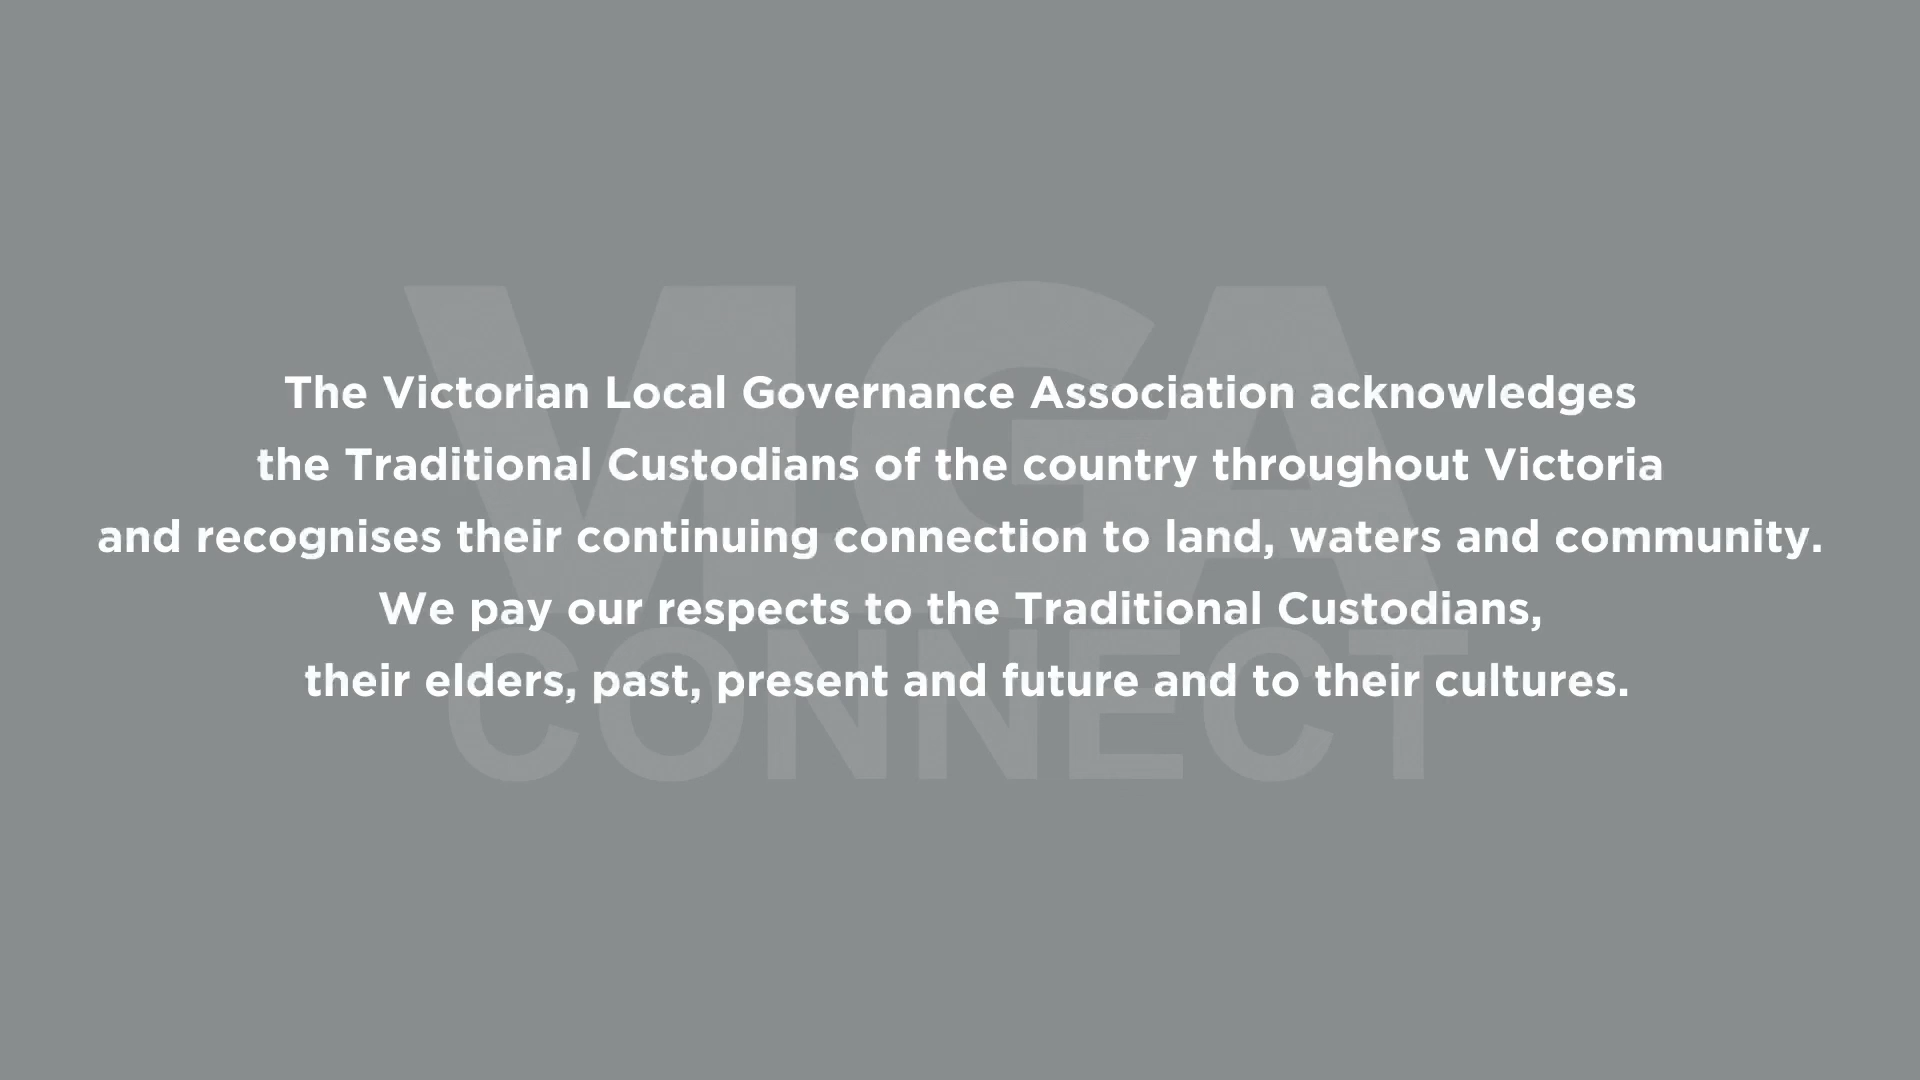 The Victorian Local Governance Association acknowledges
the Traditional Custodians of the country throughout Victoria
and recognises their continuing connection to land, waters and community.
We pay our respects to the Traditional Custodians,
their elders, past, present and future and to their cultures.
VLGA
CONNECT